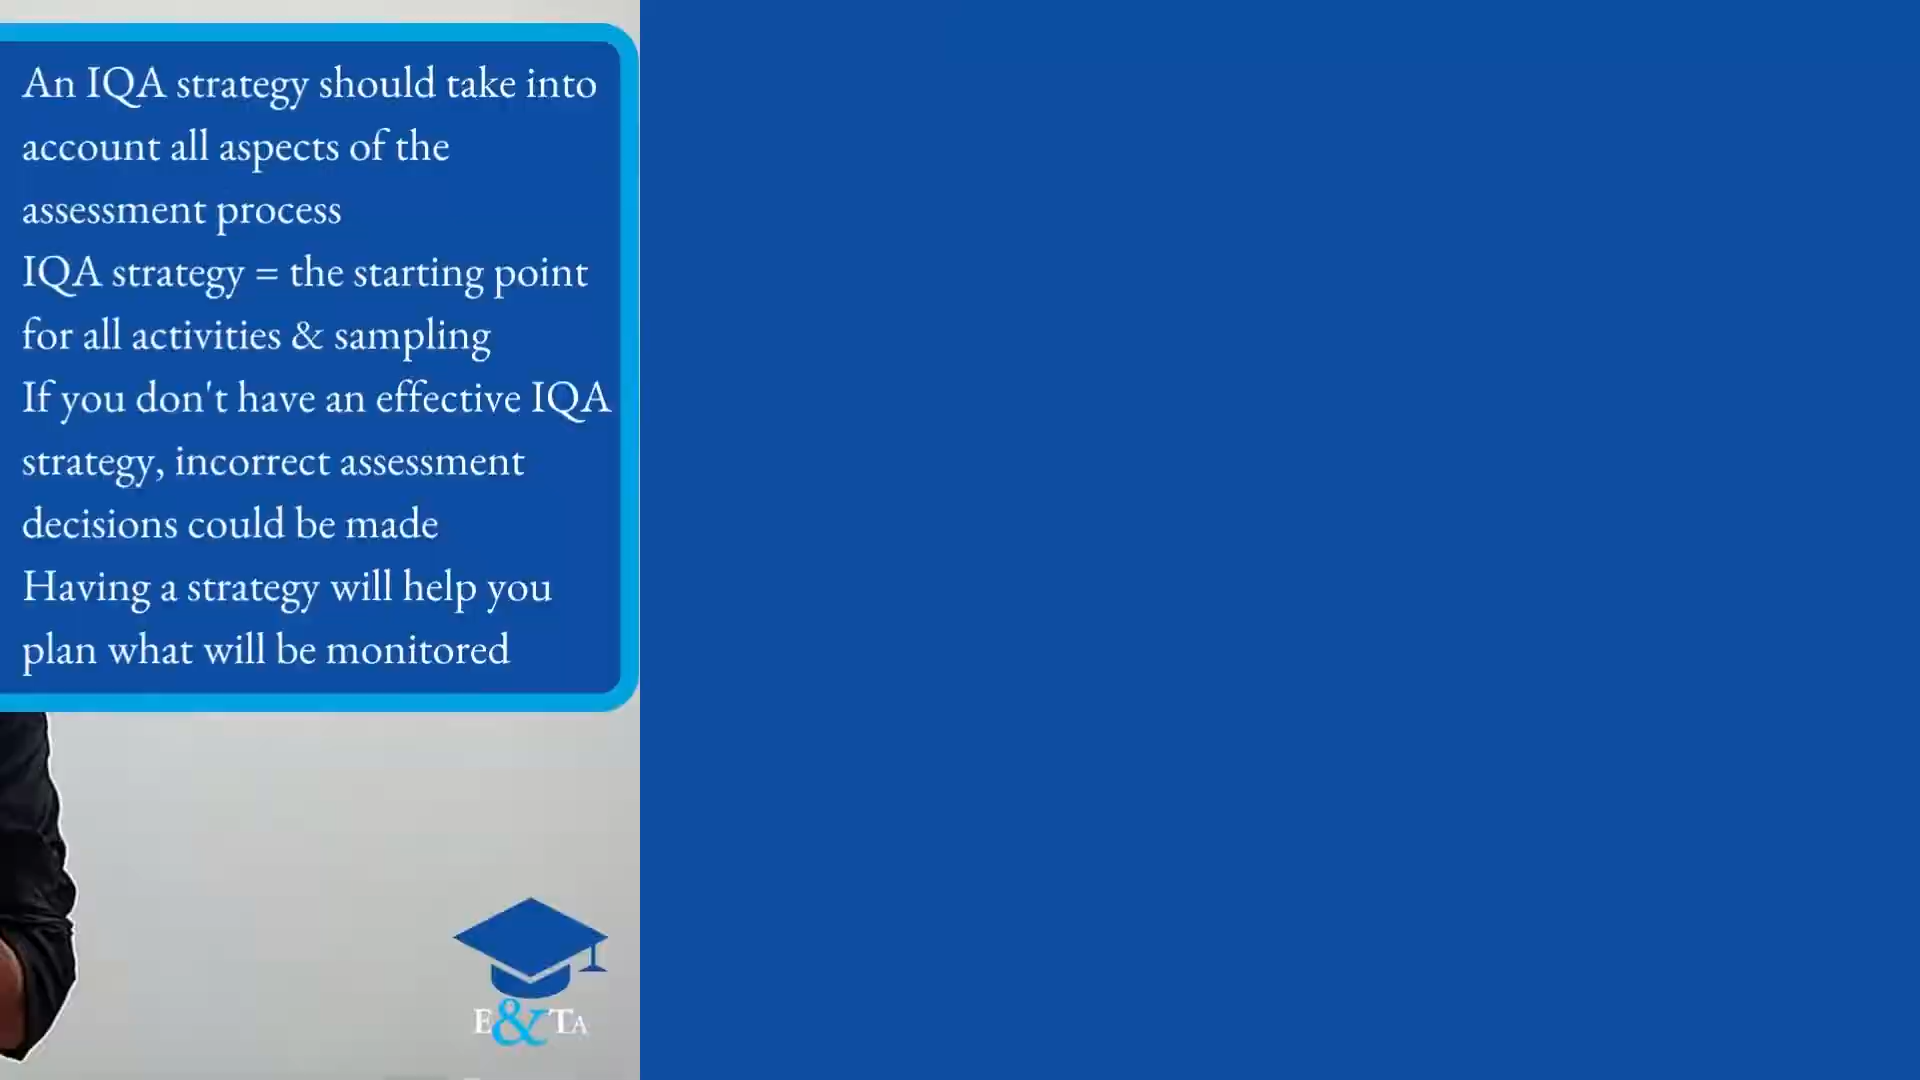 An IQA strategy should take into
account all aspects of the
assessment process
IQA strategy = the starting point
for all activities & sampling
If you don't have an effective IQA
strategy, incorrect assessment
decisions could be made
Having a strategy will help you
plan what will be monitored
E&TA